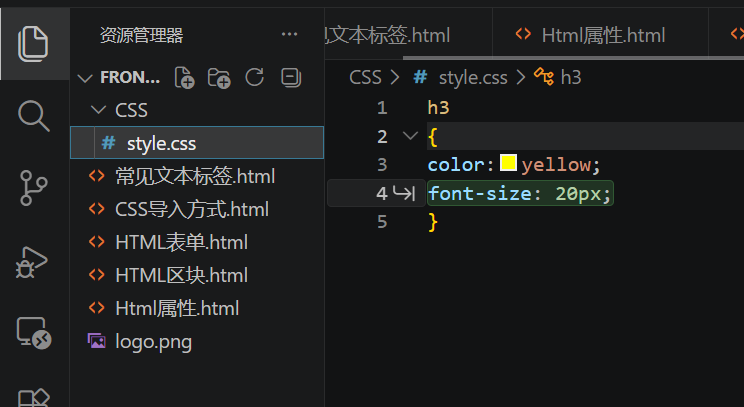 资源管理器
FRON...
CSS
# style.css
常见文本标签.html
CSS导入方式.html
HTML表单.html
HTML区块.html
Html属性.html
logo.png
见文本标签.html
Html属性.html
CSS > # style.css > h3
1 h3
2 {
3 color: yellow;
4 font-size: 20px;
5 }